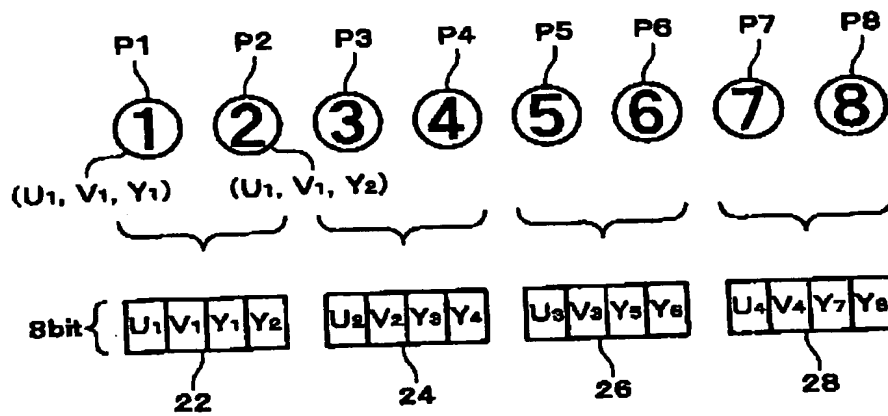 P1 P2 P3 P4 P5 P6 P7 P8
1 2 3 4 5 6 7 8
(U1, V1, Y1) (U1, V1, Y2)
8bit { U1 V1 Y1 Y2 U2 V2 Y3 Y4 U3 V3 Y5 Y6 U4 V4 Y7 Y8
22 24 26 28